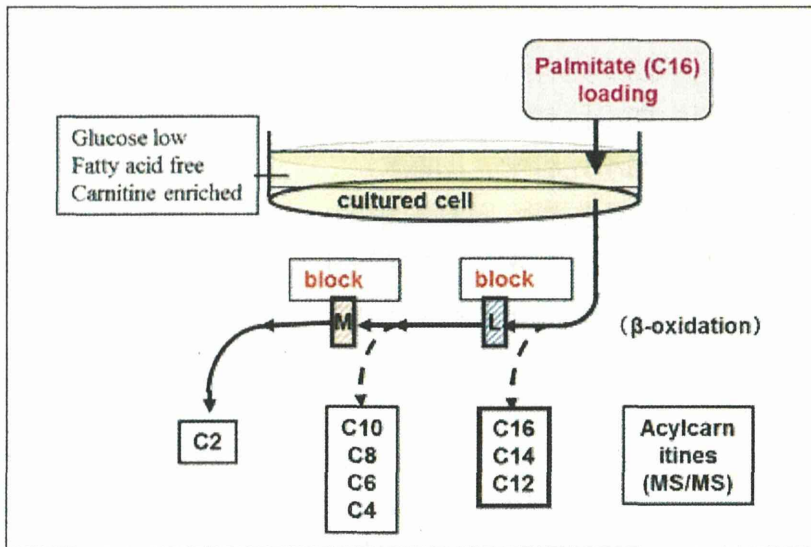 Palmitate (C16)
loading
Glucose low
Fatty acid free
Carnitine enriched
cultured cell
block
block
M
L
(β-oxidation)
C2
C10
C8
C6
C4
C16
C14
C12
Acylcarn
itines
(MS/MS)